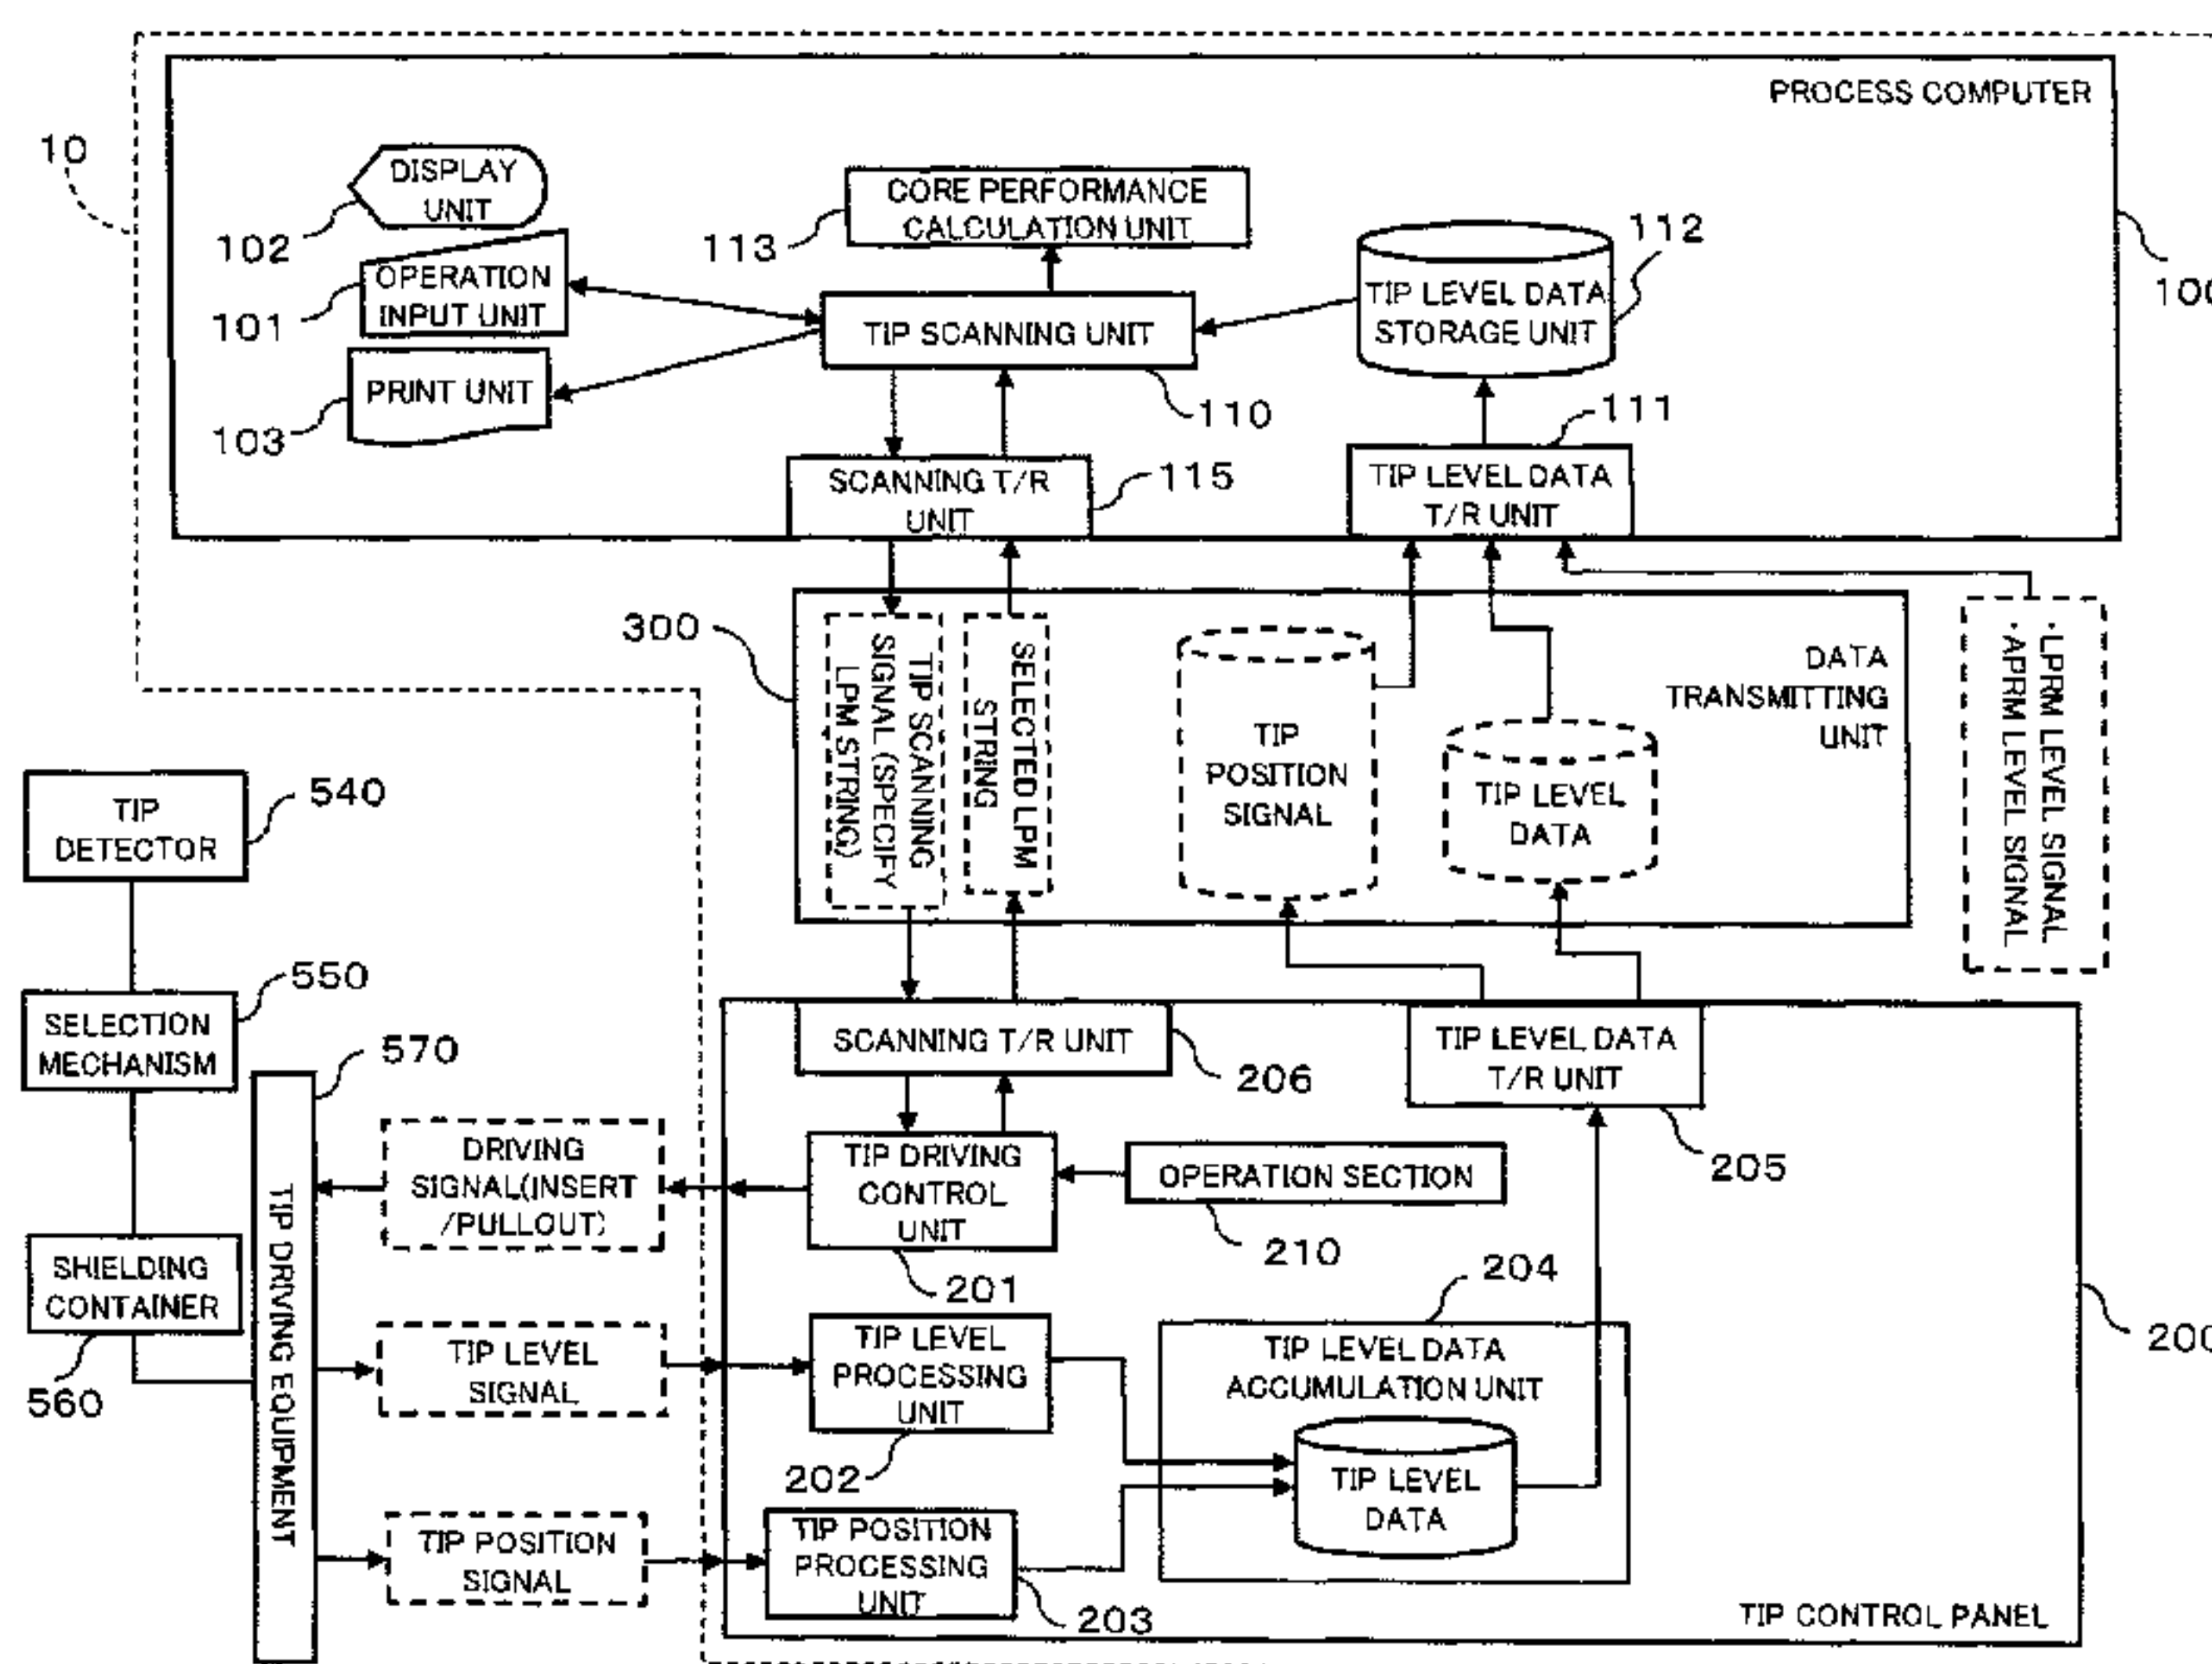 PROCESS COMPUTER
10
DISPLAY
UNIT
102
OPERATION
INPUT UNIT
101
PRINT UNIT
103
CORE PERFORMANCE
CALCULATION UNIT
113
TIP SCANNING UNIT
110
TIP LEVEL DATA
STORAGE UNIT
112
100
SCANNING T/R
UNIT
115
TIP LEVEL DATA
T/R UNIT
111
300
TIP SCANNING
SIGNAL (SPECIFY
LPM STRING)
SELECTED LPM
STRING
TIP
POSITION
SIGNAL
TIP LEVEL
DATA
DATA
TRANSMITTING
UNIT
·LPRM LEVEL SIGNAL
·APRM LEVEL SIGNAL
TIP
DETECTOR
540
SELECTION
MECHANISM
550
SHIELDING
CONTAINER
560
570
TIP DRIVING EQUIPMENT
DRIVING
SIGNAL(INSERT
/PULLOUT)
TIP LEVEL
SIGNAL
TIP POSITION
SIGNAL
SCANNING T/R UNIT
206
TIP LEVEL DATA
T/R UNIT
205
TIP DRIVING
CONTROL
UNIT
201
OPERATION SECTION
210
TIP LEVEL
PROCESSING
UNIT
202
TIP POSITION
PROCESSING
UNIT
203
204
TIP LEVEL DATA
ACCUMULATION UNIT
TIP LEVEL
DATA
200
TIP CONTROL PANEL